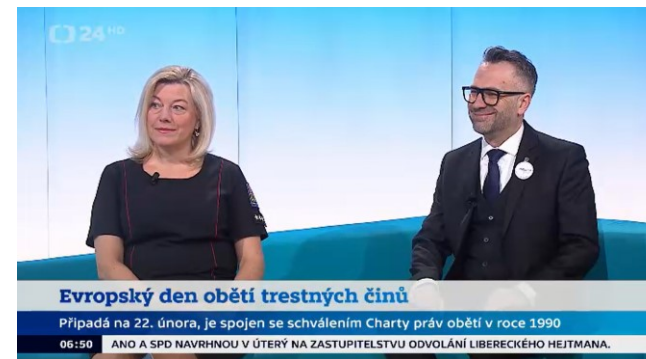 24 HD
Evropský den obětí trestných činů
Připadá na 22. února, je spojen se schválením Charty práv obětí v roce 1990
06:50 ANO A SPD NAVRHNOU V ÚTERÝ NA ZASTUPITELSTVU ODVOLÁNÍ LIBERECKÉHO HEJTMANA.